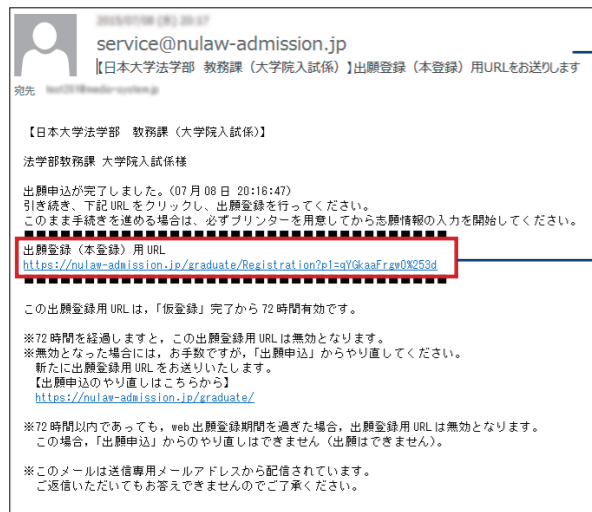 2015/07/08 (水) 20:17
service@nulaw-admission.jp
【日本大学法学部 教務課（大学院入試係）】出願登録（本登録）用URLをお送りします
宛先
【日本大学法学部 教務課（大学院入試係）】
法学部教務課 大学院入試係様
出願申込が完了しました。(07月08日 20:16:47)
引き続き、下記URLをクリックし、出願登録を行ってください。
このまま手続きを進める場合は、必ずプリンターを用意してから志願情報の入力を開始してください。
■■■■■■■■■■■■■■■■■■■■■■■■■■■■■■
出願登録（本登録）用 URL
https://nulaw-admission.jp/graduate/Registration?p1=qYGkaaFrgw0%253d
■■■■■■■■■■■■■■■■■■■■■■■■■■■■■■
この出願登録用URLは，「仮登録」完了から72時間有効です。
※72時間を経過しますと，この出願登録用URLは無効となります。
※無効となった場合には，お手数ですが，「出願申込」からやり直してください。
新たに出願登録用URLをお送りいたします。
【出願申込のやり直しはこちらから】
https://nulaw-admission.jp/graduate/
※72時間以内であっても，web出願登録期間を過ぎた場合，出願登録用URLは無効となります。
この場合，「出願申込」からのやり直しはできません（出願はできません）。
※このメールは送信専用メールアドレスから配信されています。
ご返信いただいてもお答えできませんのでご了承ください。